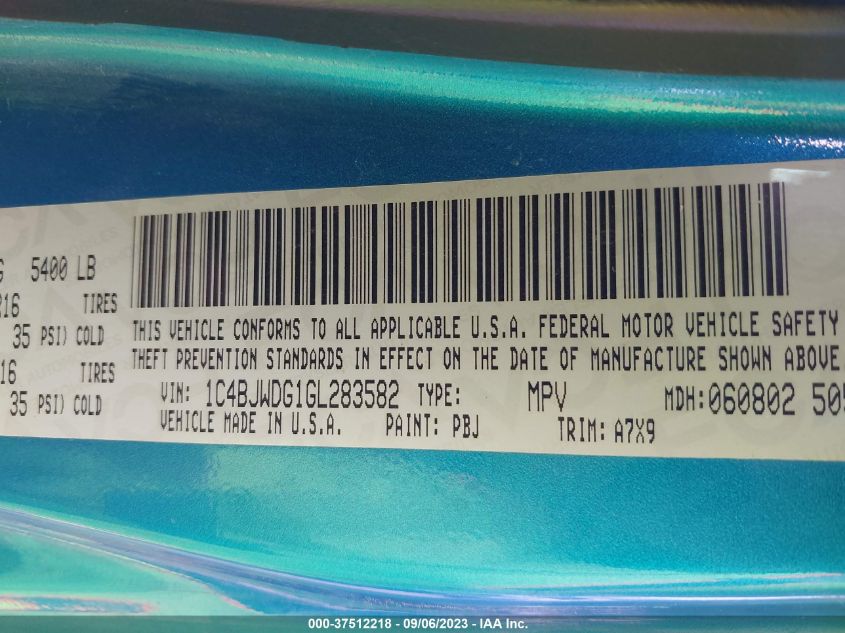 G 5400 LB
R16 TIRES
35 PSI) COLD
16 TIRES
35 PSI) COLD
THIS VEHICLE CONFORMS TO ALL APPLICABLE U.S.A. FEDERAL MOTOR VEHICLE SAFETY
THEFT PREVENTION STANDARDS IN EFFECT ON THE DATE OF MANUFACTURE SHOWN ABOVE
VIN: 1C4BJWDG1GL283582 TYPE: MPV MDH:060802 505
VEHICLE MADE IN U.S.A. PAINT: PBJ TRIM: A7X9
000-37512218 - 09/06/2023 - IAA Inc.